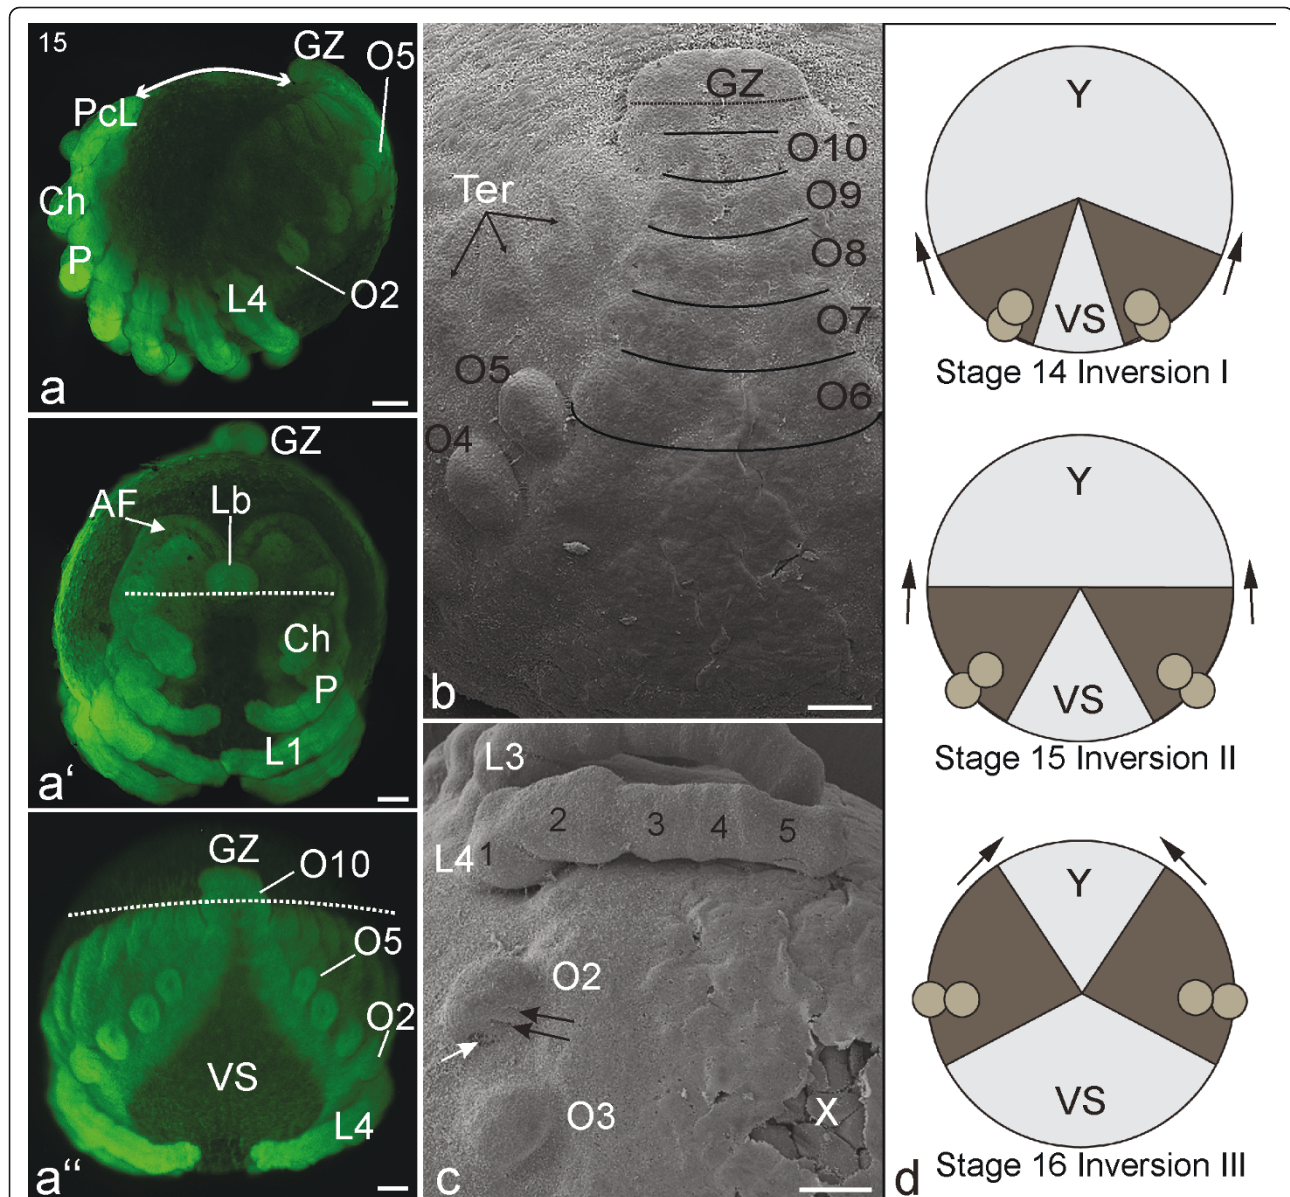 15
GZ
O5
PcL
Ch
P
L4
O2
a
GZ
AF
Lb
Ch
P
L1
a'
GZ
O10
O5
O2
VS
L4
a''
GZ
O10
Ter
O9
O8
O7
O5
O6
O4
b
L3
2
3
4
5
1
L4
O2
O3
X
c
Y
VS
Stage 14 Inversion I
Y
VS
Stage 15 Inversion II
Y
VS
Stage 16 Inversion III
d